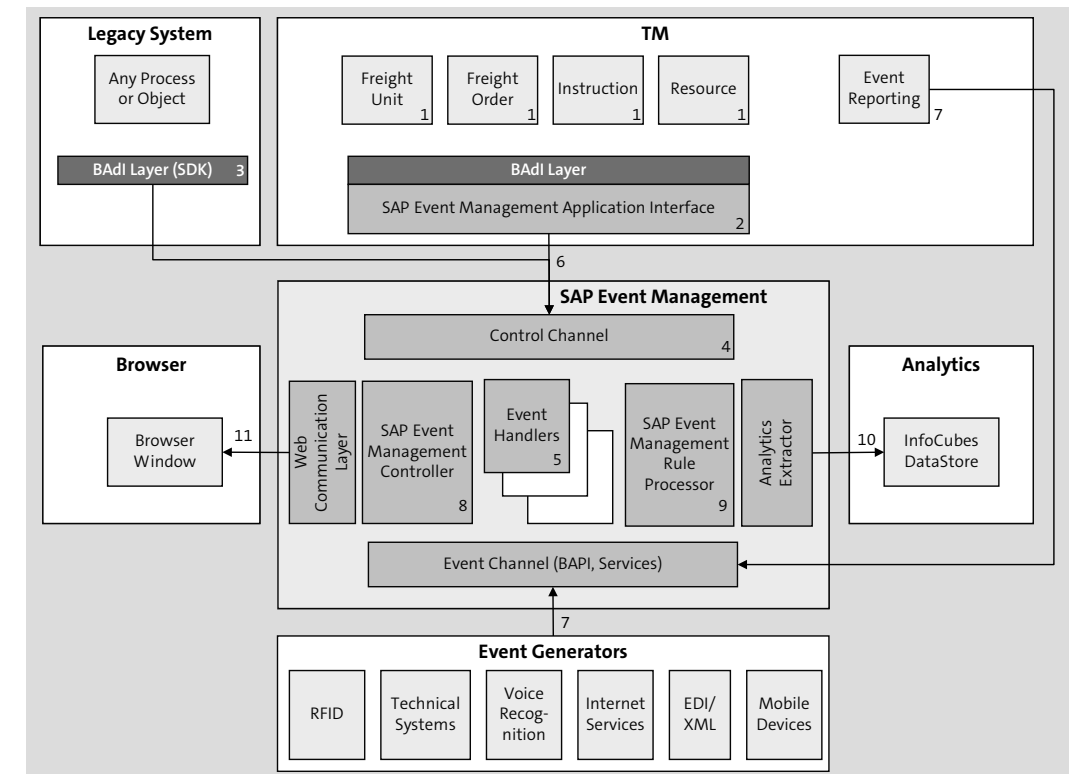 Legacy System
Any Process
or Object
BAdI Layer (SDK) 3
TM
Freight
Unit
1
Freight
Order
1
Instruction
1
Resource
1
Event
Reporting
7
BAdI Layer
SAP Event Management Application Interface
2
6
SAP Event Management
Control Channel
4
Browser
Browser
Window
11
Web
Communication
Layer
SAP Event
Management
Controller
8
Event
Handlers
5
SAP Event
Management
Rule
Processor
9
Analytics
Extractor
10
Analytics
InfoCubes
DataStore
Event Channel (BAPI, Services)
7
Event Generators
RFID
Technical
Systems
Voice
Recog-
nition
Internet
Services
EDI/
XML
Mobile
Devices